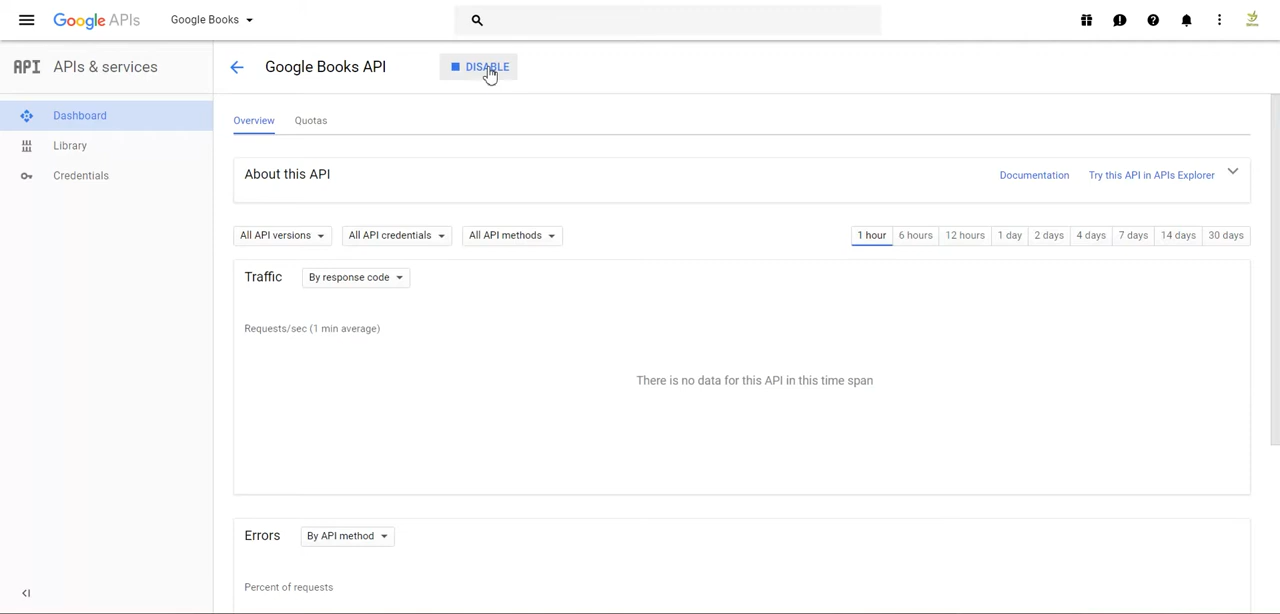 Google APIs
Google Books
API APIs & services
Google Books API
DISABLE
Dashboard
Library
Credentials
Overview
Quotas
About this API
Documentation
Try this API in APIs Explorer
All API versions
All API credentials
All API methods
1 hour
6 hours
12 hours
1 day
2 days
4 days
7 days
14 days
30 days
Traffic
By response code
Requests/sec (1 min average)
There is no data for this API in this time span
Errors
By API method
Percent of requests